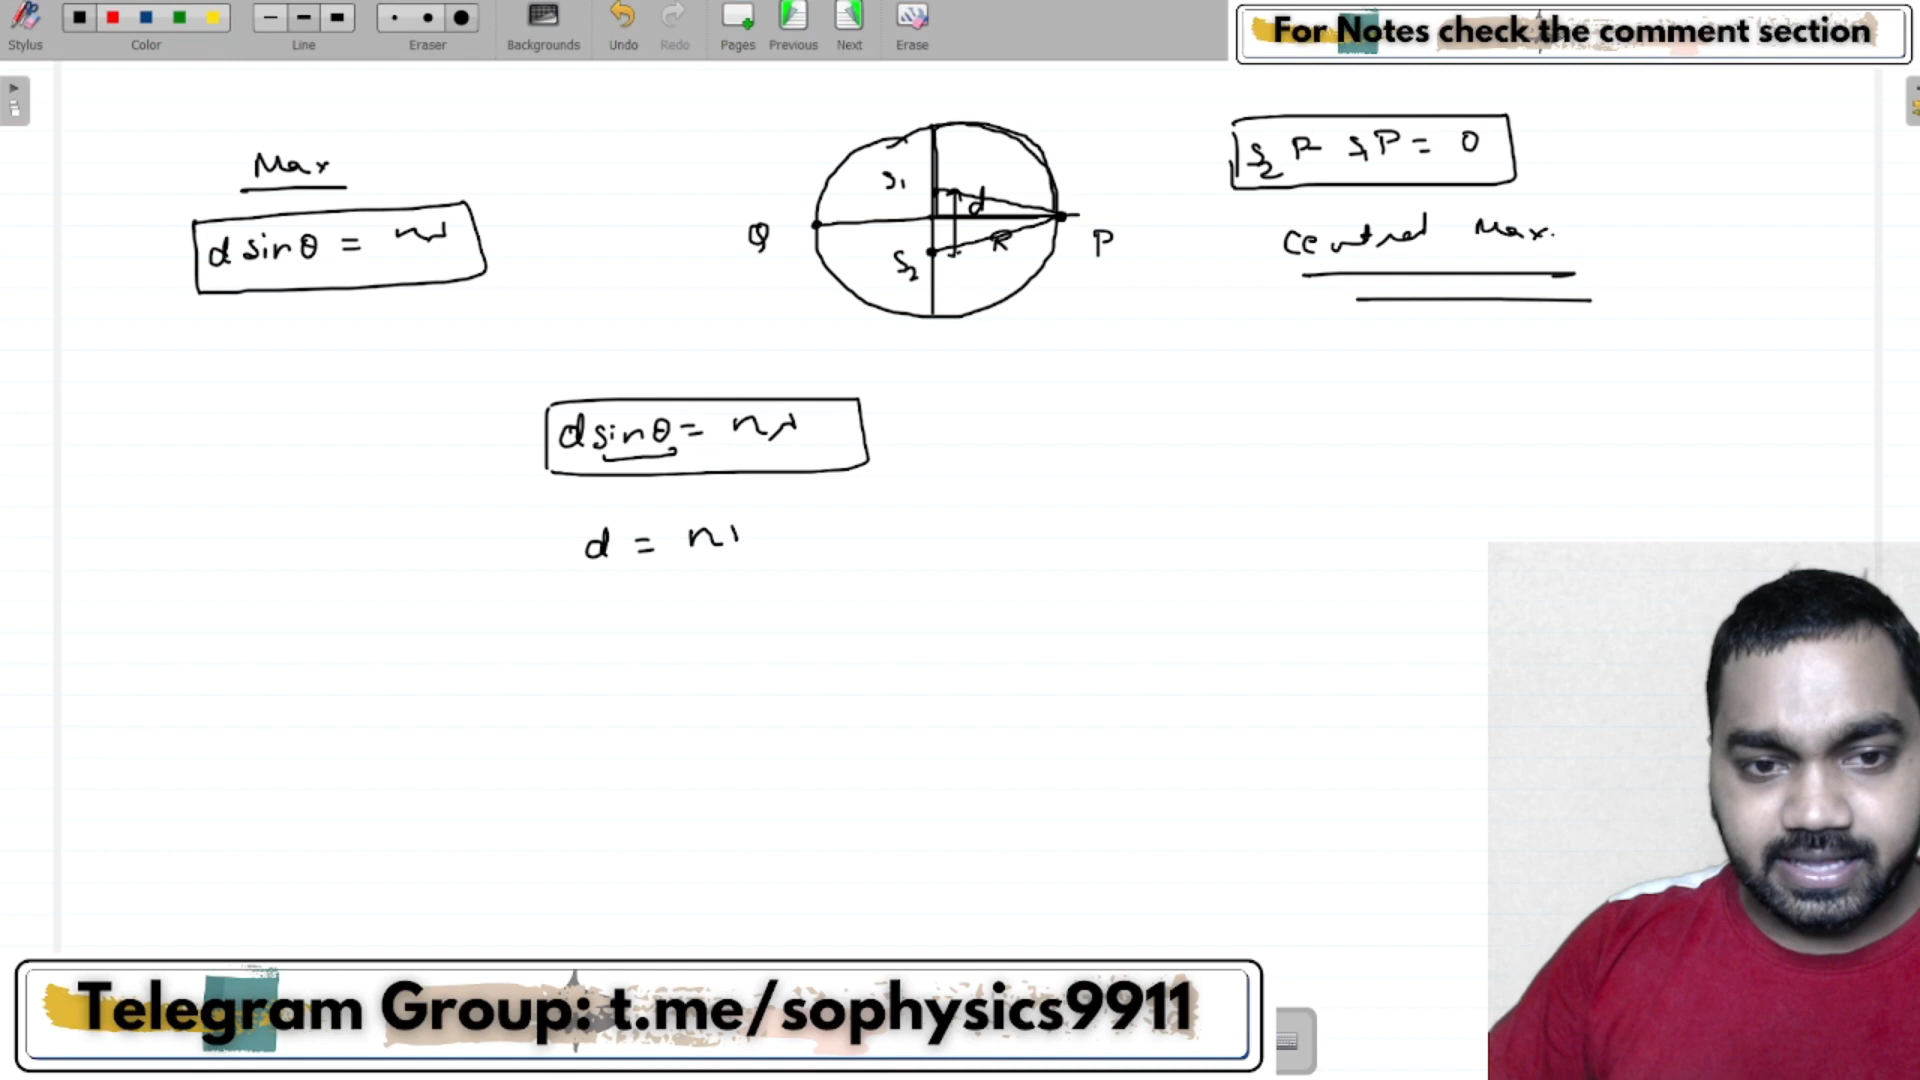 Stylus
Color
Line
Eraser
Backgrounds
Undo
Redo
Pages
Previous
Next
Erase
For Notes check the comment section
Max
d sinθ = nλ
S₁
d
Q
S₂
R
P
S₂P - S₁P = 0
Central Max.
d sinθ = nλ
d = n
Telegram Group: t.me/sophysics9911